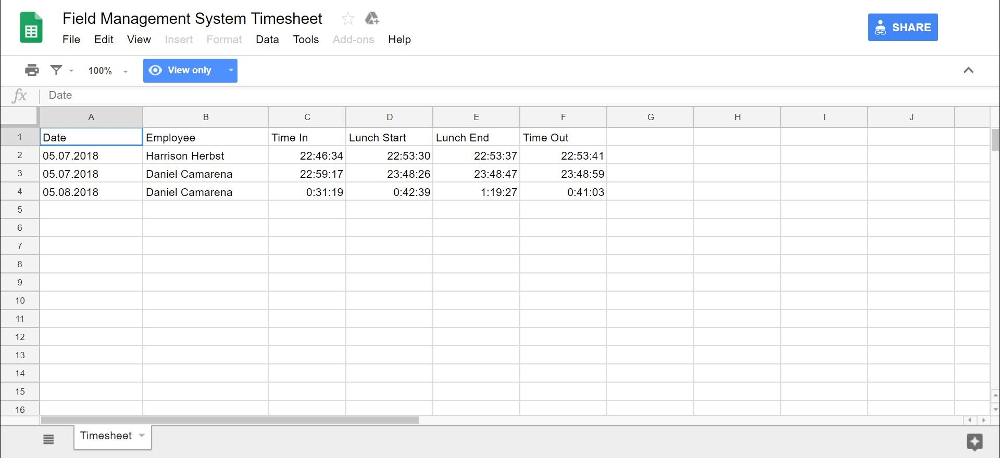 Field Management System Timesheet
File Edit View Insert Format Data Tools Add-ons Help
SHARE
100% View only
fx Date
A B C D E F G H I J
1 Date Employee Time In Lunch Start Lunch End Time Out
2 05.07.2018 Harrison Herbst 22:46:34 22:53:30 22:53:37 22:53:41
3 05.07.2018 Daniel Camarena 22:59:17 23:48:26 23:48:47 23:48:59
4 05.08.2018 Daniel Camarena 0:31:19 0:42:39 1:19:27 0:41:03
5
6
7
8
9
10
11
12
13
14
15
16
Timesheet